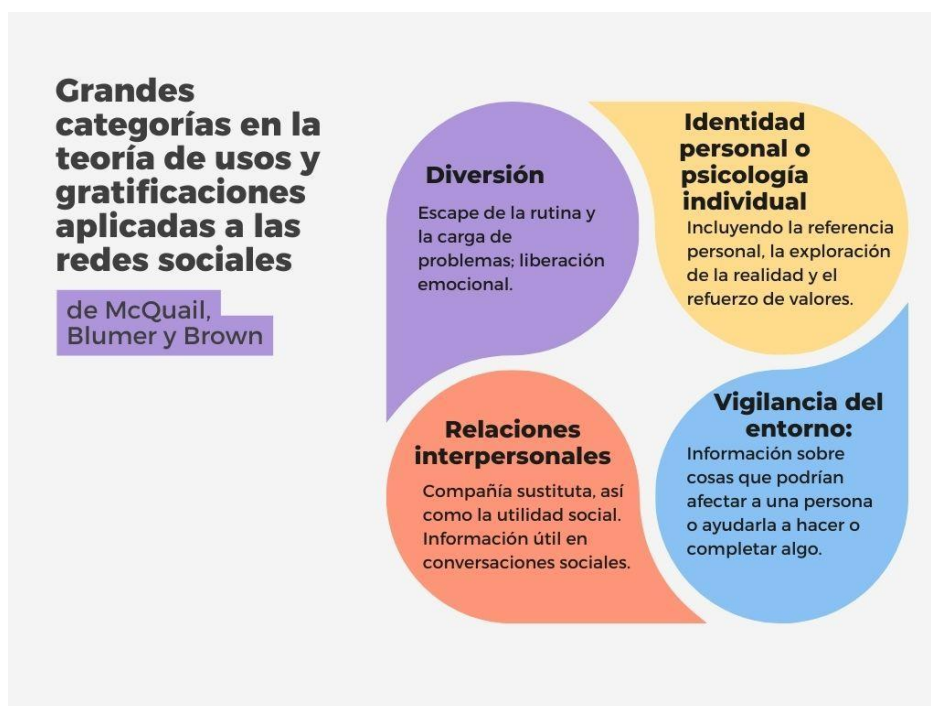 Grandes
categorías en la
teoría de usos y
gratificaciones
aplicadas a las
redes sociales
de McQuail,
Blumer y Brown
Diversión
Escape de la rutina y
la carga de
problemas; liberación
emocional.
Identidad
personal o
psicología
individual
Incluyendo la referencia
personal, la exploración
de la realidad y el
refuerzo de valores.
Relaciones
interpersonales
Compañía sustituta, así
como la utilidad social.
Información útil en
conversaciones sociales.
Vigilancia del
entorno:
Información sobre
cosas que podrían
afectar a una persona
o ayudarla a hacer o
completar algo.